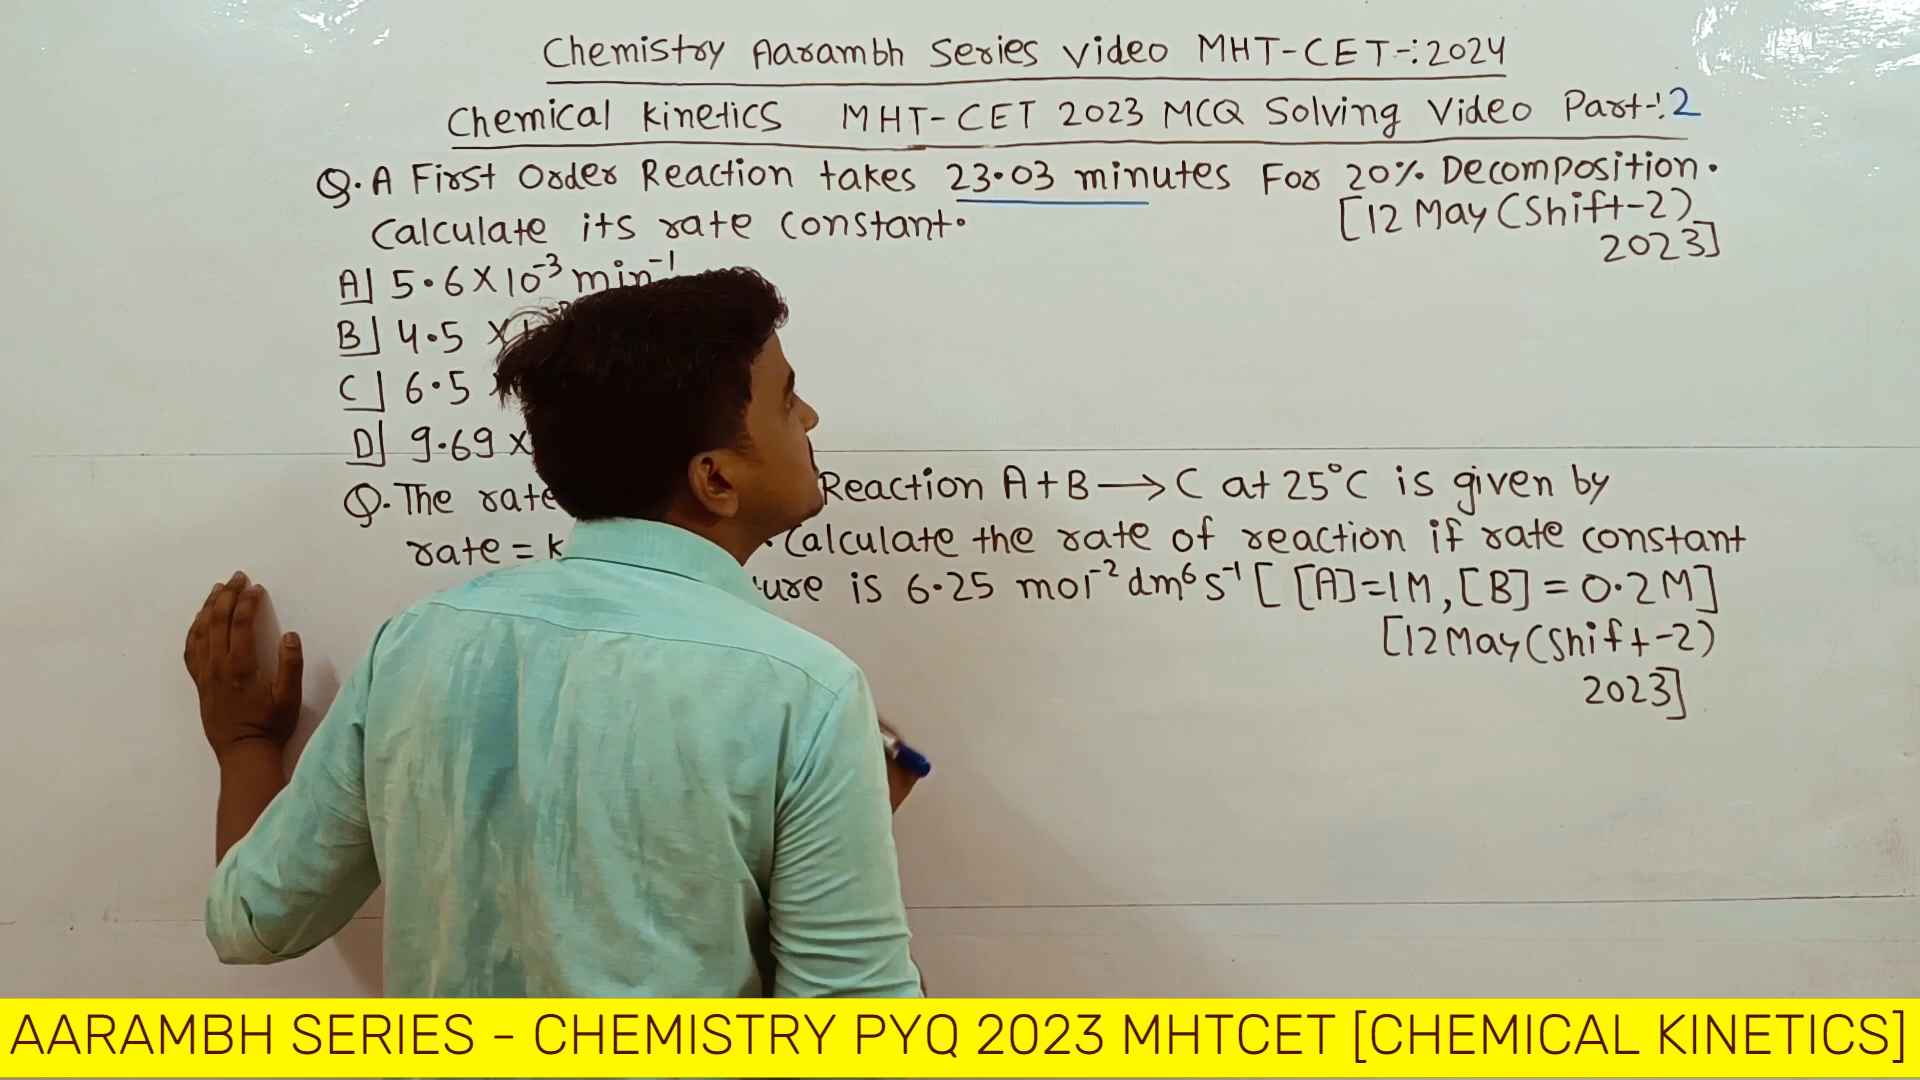 Chemistry Aarambh Series Video MHT-CET-:2024
Chemical Kinetics MHT-CET 2023 MCQ Solving Video Part-:2
Q. A First Order Reaction takes 23.03 minutes For 20% Decomposition.
Calculate its rate constant.
[12 May (Shift-2)
2023]
A] 5.6 X 10⁻³ min⁻¹
B] 4.5 X
C] 6.5
D] 9.69 X
Q. The rate Reaction A+B → C at 25°C is given by
rate = k Calculate the rate of reaction if rate constant
is 6.25 mol⁻² dm⁶ s⁻¹ [ [A]=1M, [B] = 0.2M]
[12 May (Shift-2)
2023]
AARAMBH SERIES - CHEMISTRY PYQ 2023 MHTCET [CHEMICAL KINETICS]